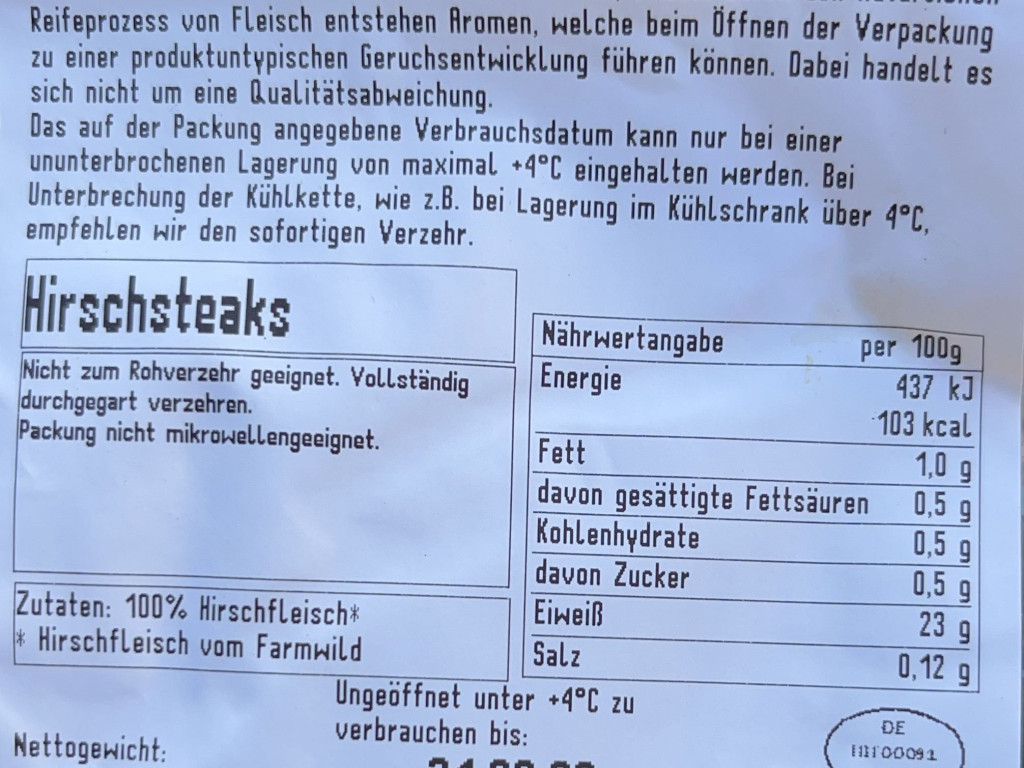 Reifeprozess von Fleisch entstehen Aromen, welche beim Öffnen der Verpackung
zu einer produktuntypischen Geruchsentwicklung führen können. Dabei handelt es
sich nicht um eine Qualitätsabweichung.
Das auf der Packung angegebene Verbrauchsdatum kann nur bei einer
ununterbrochenen Lagerung von maximal +4°C eingehalten werden. Bei
Unterbrechung der Kühlkette, wie z.B. bei Lagerung im Kühlschrank über 4°C,
empfehlen wir den sofortigen Verzehr.
Hirschsteaks
Nicht zum Rohverzehr geeignet. Vollständig
durchgegart verzehren.
Packung nicht mikrowellengeeignet.
Zutaten: 100% Hirschfleisch*
* Hirschfleisch vom Farmwild
Nährwertangabe per 100g
Energie 437 kJ
103 kcal
Fett 1,0 g
davon gesättigte Fettsäuren 0,5 g
Kohlenhydrate 0,5 g
davon Zucker 0,5 g
Eiweiß 23 g
Salz 0,12 g
Ungeöffnet unter +4°C zu
verbrauchen bis:
Nettogewicht:
DE